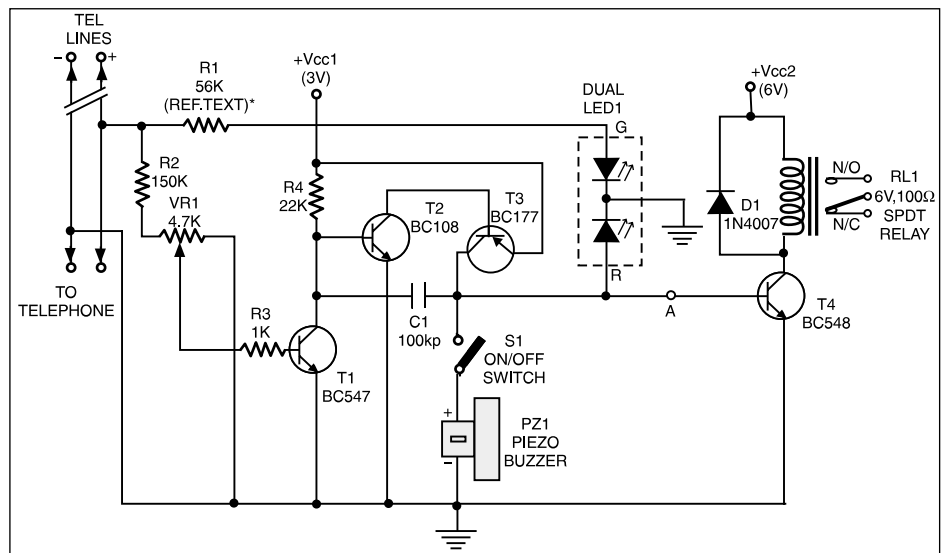 TEL
LINES
-
+
R1
56K
(REF.TEXT)*
+Vcc1
(3V)
DUAL
LED1
G
+Vcc2
(6V)
R2
150K
VR1
4.7K
R4
22K
T2
BC108
T3
BC177
D1
1N4007
N/O
RL1
6V,100Ω
SPDT
N/C
RELAY
R
TO
TELEPHONE
R3
1K
T1
BC547
C1
100kp
S1
ON/OFF
SWITCH
A
T4
BC548
+
PZ1
PIEZO
BUZZER
-